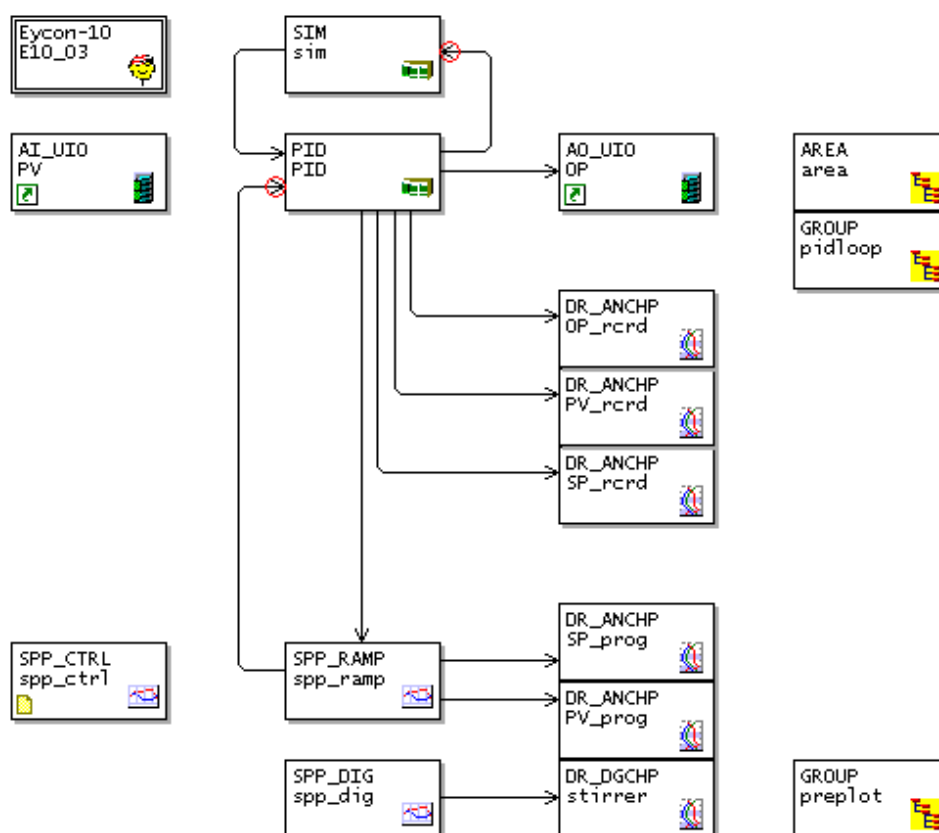 Eycon-10
E10_03
SIM
sim
AI_UIO
PV
PID
PID
AO_UIO
OP
AREA
area
GROUP
pidloop
DR_ANCHP
OP_rcrd
DR_ANCHP
PV_rcrd
DR_ANCHP
SP_rcrd
DR_ANCHP
SP_prog
SPP_CTRL
spp_ctrl
SPP_RAMP
spp_ramp
DR_ANCHP
PV_prog
SPP_DIG
spp_dig
DR_DGCHP
stirrer
GROUP
preplot